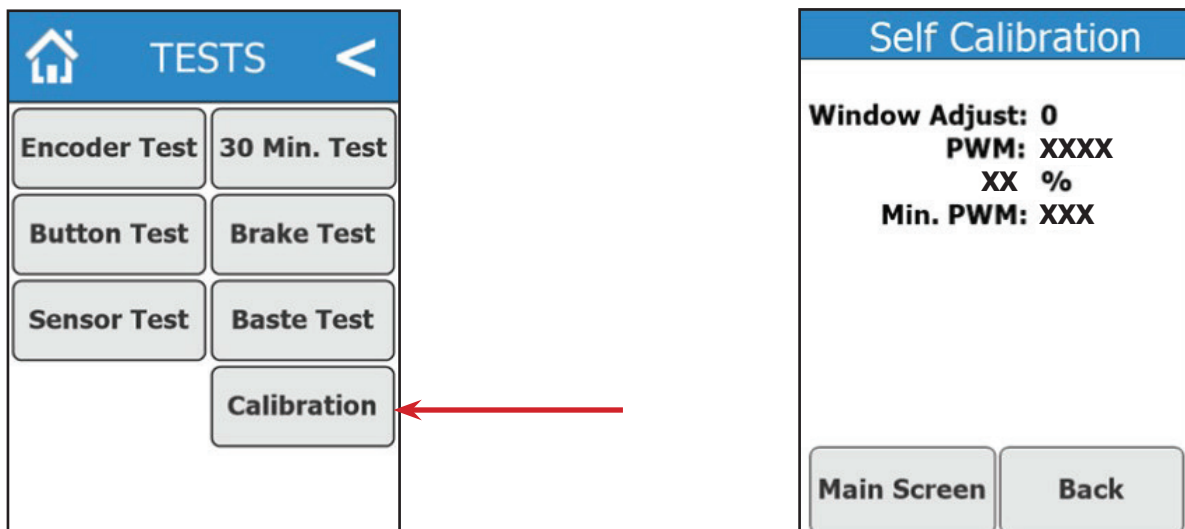 TESTS <
Encoder Test
30 Min. Test
Button Test
Brake Test
Sensor Test
Baste Test
Calibration
Self Calibration
Window Adjust: 0
PWM: XXXX
XX %
Min. PWM: XXX
Main Screen
Back